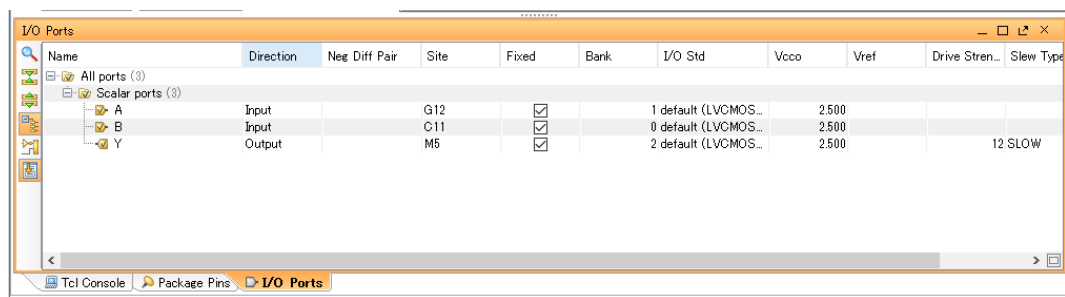 I/O Ports
Name Direction Neg Diff Pair Site Fixed Bank I/O Std Vcco Vref Drive Stren... Slew Type
All ports (3)
Scalar ports (3)
A Input G12 1 default (LVCMOS... 2.500
B Input C11 0 default (LVCMOS... 2.500
Y Output M5 2 default (LVCMOS... 2.500 12 SLOW
Tcl Console Package Pins I/O Ports